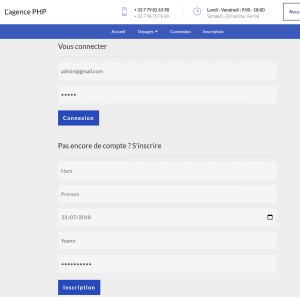 L'agence PHP
+ 33 7 79 82 63 98
+ 33 7 98 70 76 69
Lundi - Vendredi : 9:00 - 18:00
Samedi - Dimanche : Fermé
Nous
Accueil Voyages Connexion Inscription
Vous connecter
admin@gmail.com
•••••
Connexion
Pas encore de compte ? S'inscrire
Nom
Prenom
22/07/2018
Yoann
••••••••••
Inscription